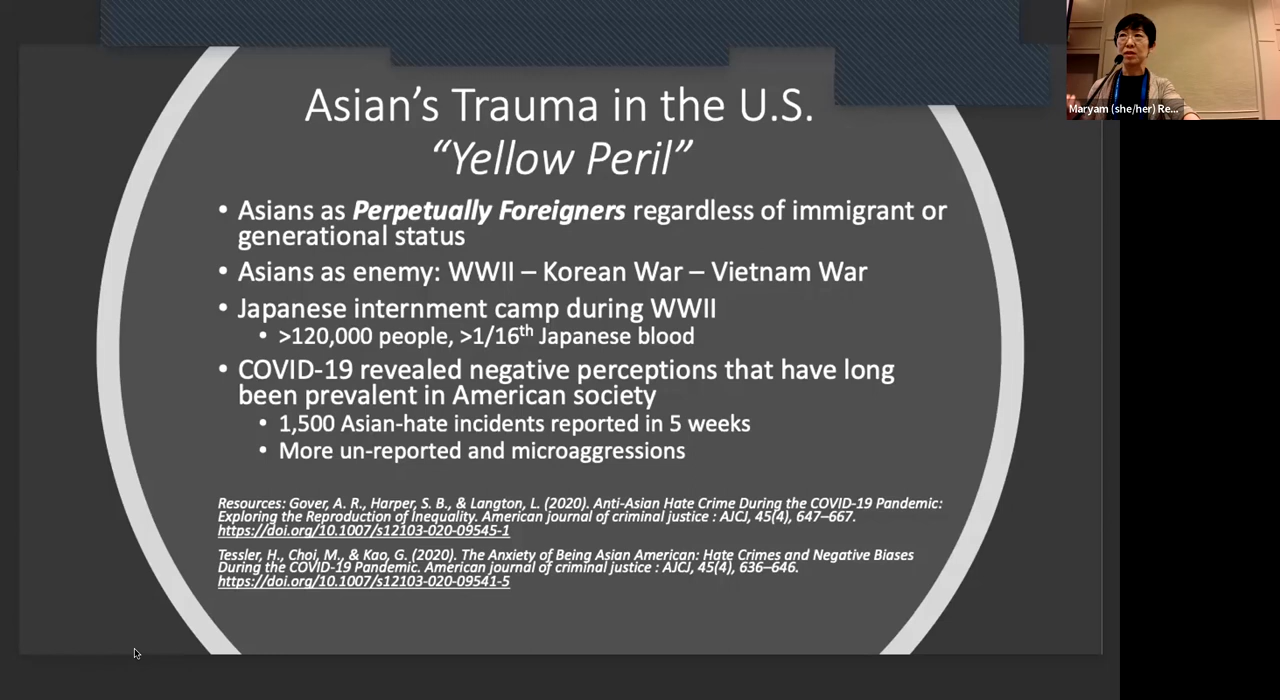 Maryam (she/her) Re...
Asian’s Trauma in the U.S.
“Yellow Peril”
• Asians as Perpetually Foreigners regardless of immigrant or
generational status
• Asians as enemy: WWII – Korean War – Vietnam War
• Japanese internment camp during WWII
• >120,000 people, >1/16th Japanese blood
• COVID-19 revealed negative perceptions that have long
been prevalent in American society
• 1,500 Asian-hate incidents reported in 5 weeks
• More un-reported and microaggressions
Resources: Gover, A. R., Harper, S. B., & Langton, L. (2020). Anti-Asian Hate Crime During the COVID-19 Pandemic:
Exploring the Reproduction of Inequality. American journal of criminal justice : AJCJ, 45(4), 647–667.
https://doi.org/10.1007/s12103-020-09545-1
Tessler, H., Choi, M., & Kao, G. (2020). The Anxiety of Being Asian American: Hate Crimes and Negative Biases
During the COVID-19 Pandemic. American journal of criminal justice : AJCJ, 45(4), 636–646.
https://doi.org/10.1007/s12103-020-09541-5